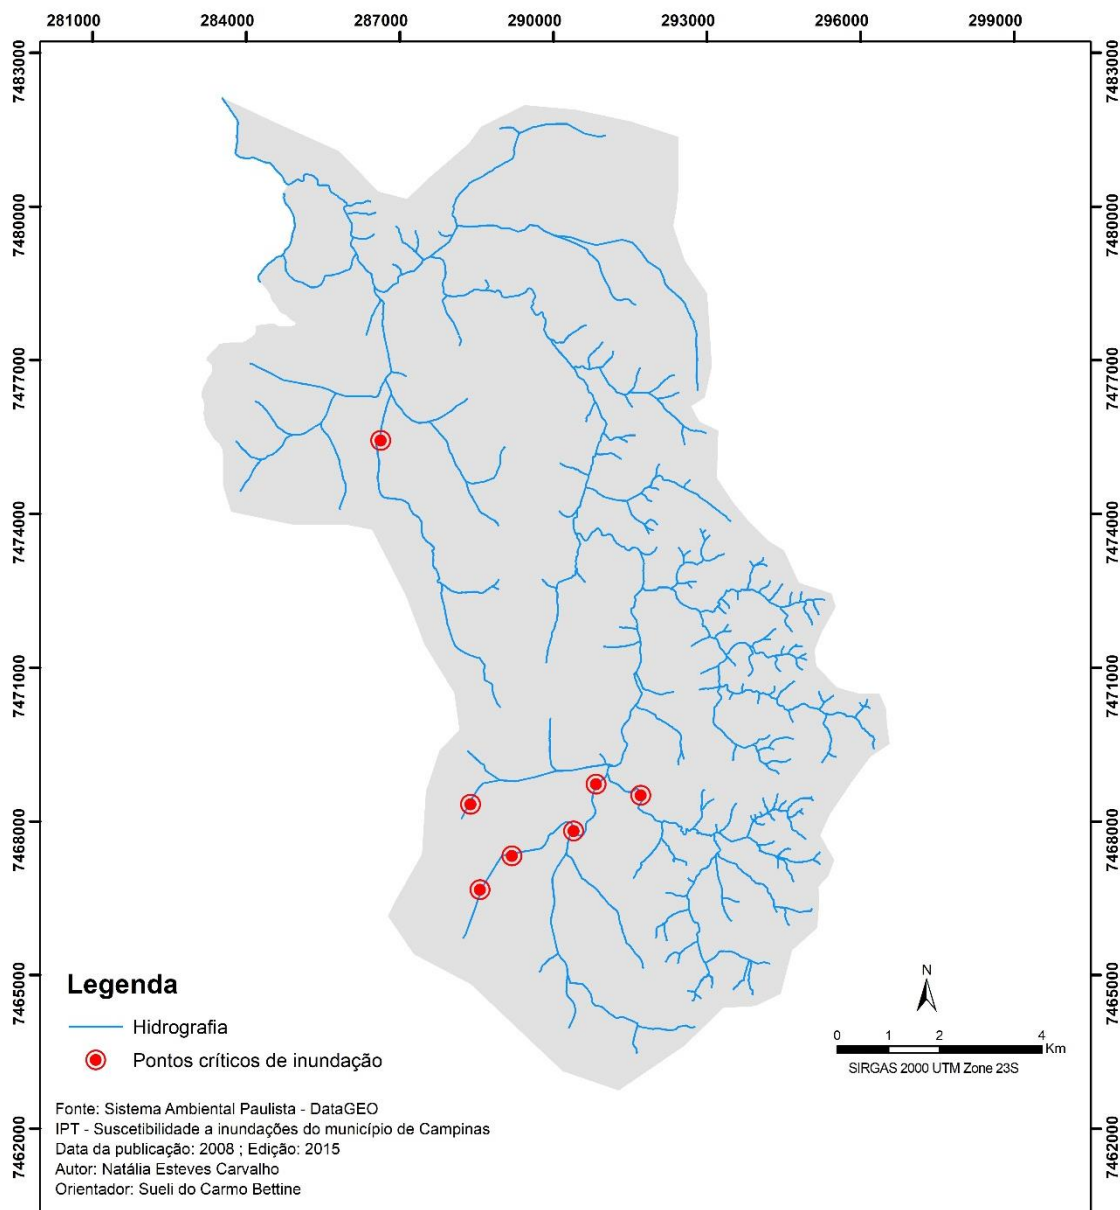 281000 284000 287000 290000 293000 296000 299000
7483000 7483000
7480000 7480000
7477000 7477000
7474000 7474000
7471000 7471000
7468000 7468000
7465000 7465000
7462000 7462000
Legenda
Hidrografia
Pontos críticos de inundação
N
0 1 2 4
Km
SIRGAS 2000 UTM Zone 23S
Fonte: Sistema Ambiental Paulista - DataGEO
IPT - Suscetibilidade a inundações do município de Campinas
Data da publicação: 2008 ; Edição: 2015
Autor: Natália Esteves Carvalho
Orientador: Sueli do Carmo Bettine